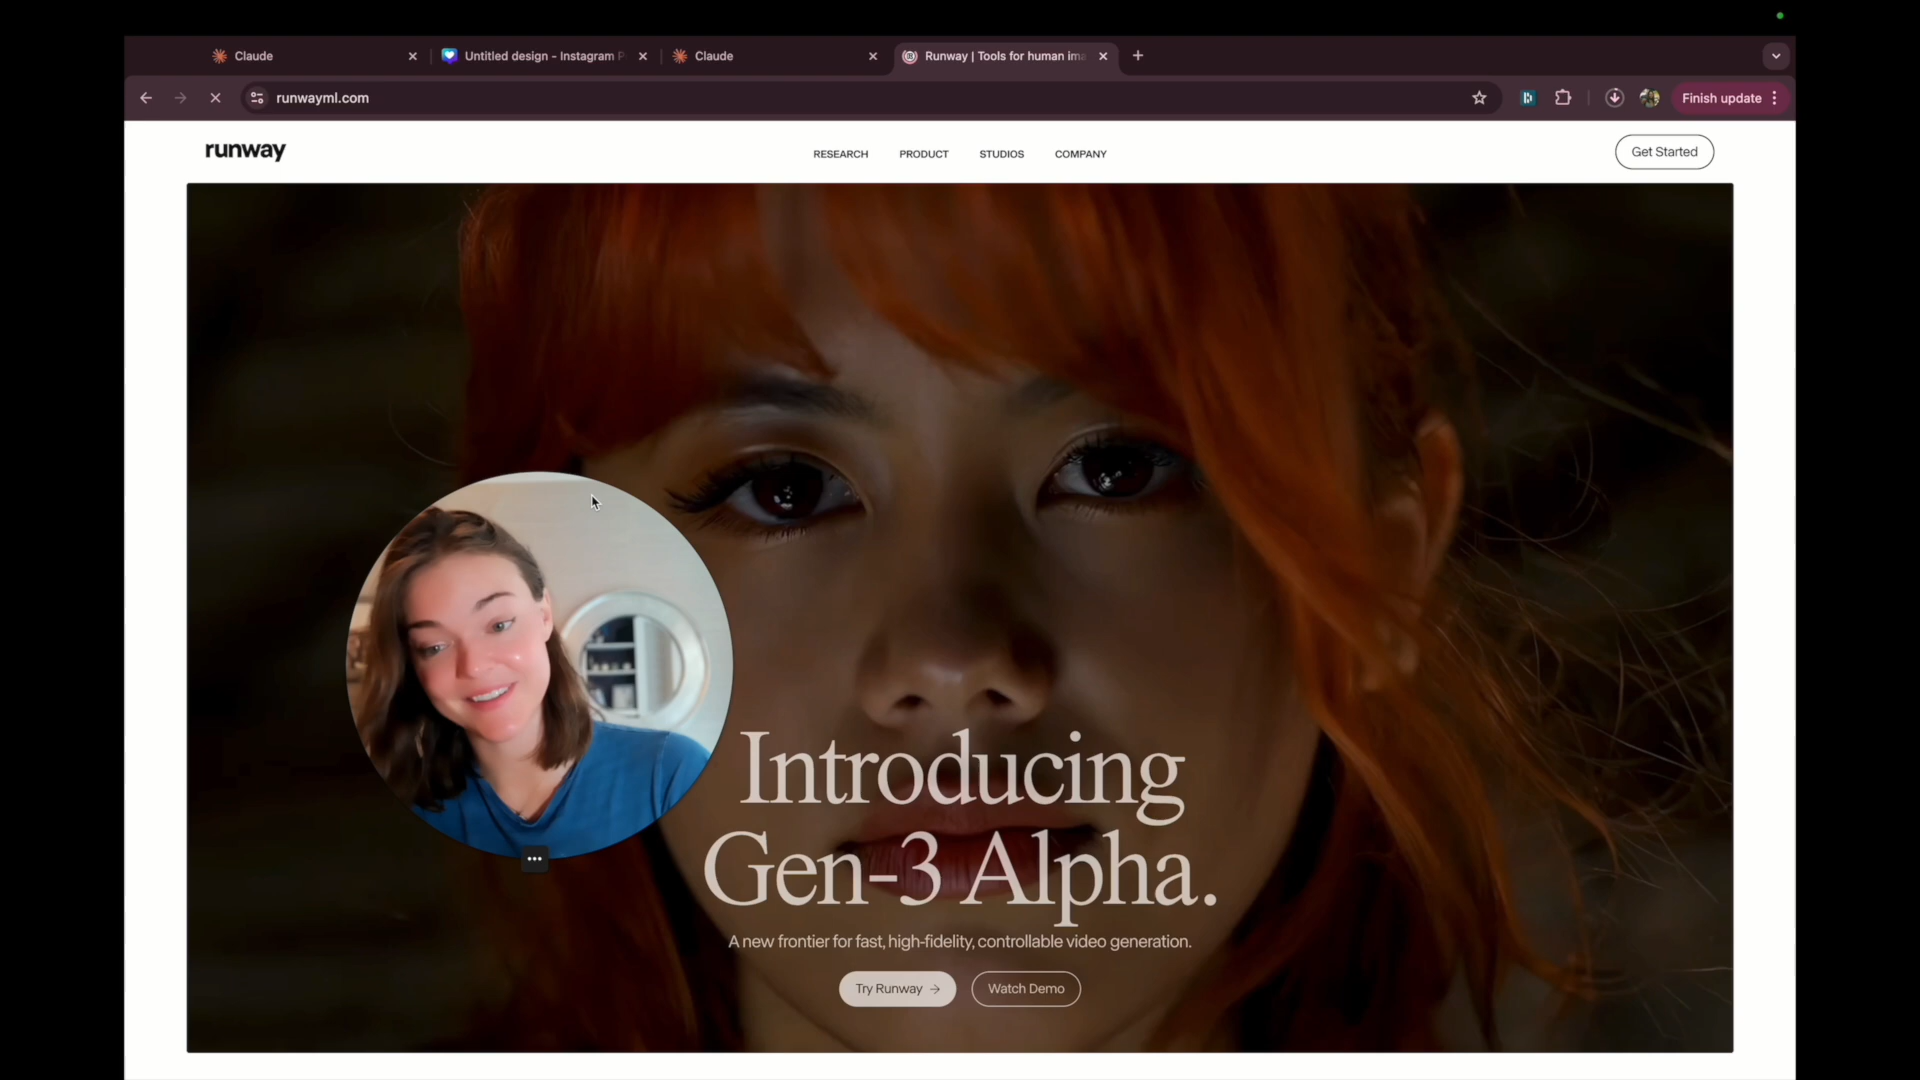 Claude
Untitled design - Instagram P
Claude
Runway | Tools for human ima
runwayml.com
Finish update
runway
RESEARCH
PRODUCT
STUDIOS
COMPANY
Get Started
Introducing
Gen-3 Alpha.
A new frontier for fast, high-fidelity, controllable video generation.
Try Runway →
Watch Demo